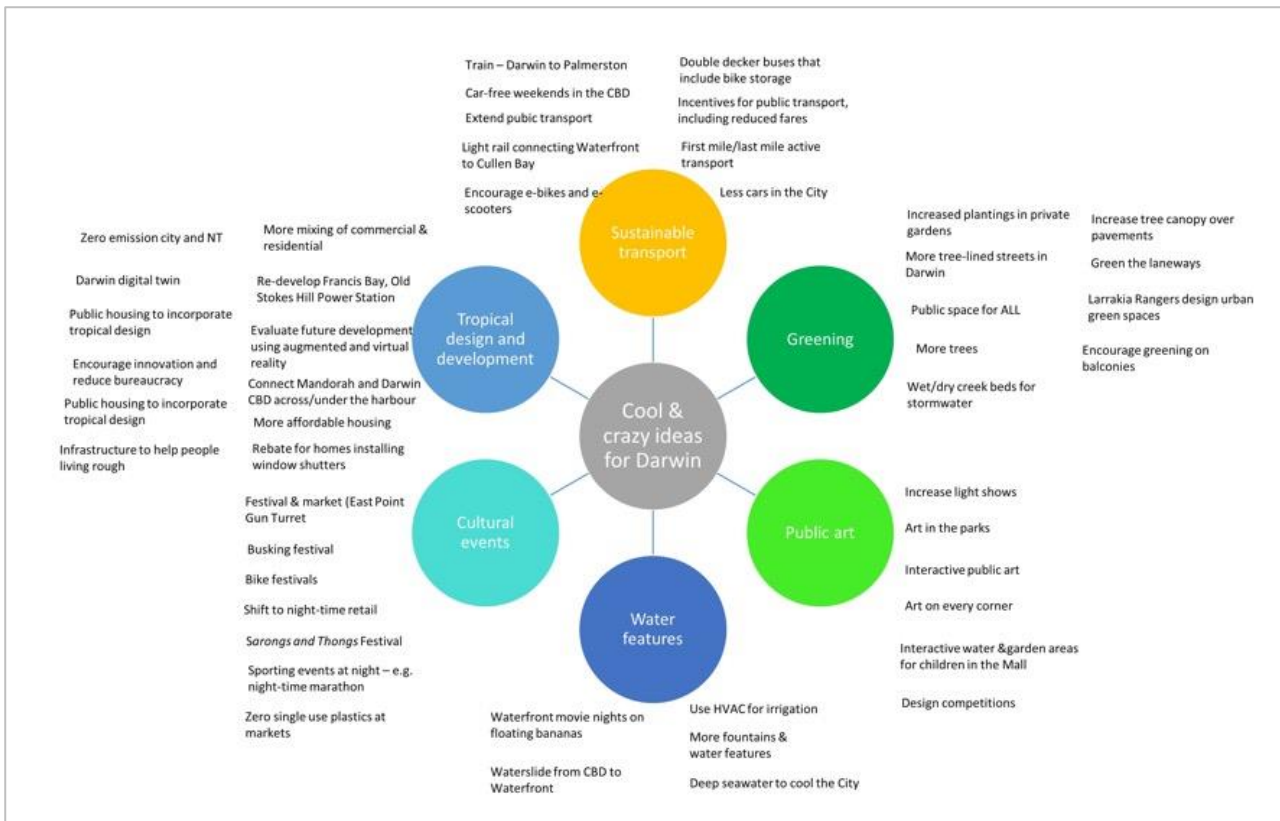 Train – Darwin to Palmerston
Car-free weekends in the CBD
Extend pubic transport
Light rail connecting Waterfront
to Cullen Bay
Encourage e-bikes and e-
scooters
Double decker buses that
include bike storage
Incentives for public transport,
including reduced fares
First mile/last mile active
transport
Less cars in the City
Sustainable
transport
Increased plantings in private
gardens
More tree-lined streets in
Darwin
Public space for ALL
More trees
Wet/dry creek beds for
stormwater
Increase tree canopy over
pavements
Green the laneways
Larrakia Rangers design urban
green spaces
Encourage greening on
balconies
Greening
Zero emission city and NT
Darwin digital twin
Public housing to incorporate
tropical design
Encourage innovation and
reduce bureaucracy
Public housing to incorporate
tropical design
Infrastructure to help people
living rough
More mixing of commercial &
residential
Re-develop Francis Bay, Old
Stokes Hill Power Station
Evaluate future development
using augmented and virtual
reality
Connect Mandorah and Darwin
CBD across/under the harbour
More affordable housing
Rebate for homes installing
window shutters
Tropical
design and
development
Cool &
crazy ideas
for Darwin
Festival & market (East Point
Gun Turret
Busking festival
Bike festivals
Shift to night-time retail
Sarongs and Thongs Festival
Sporting events at night – e.g.
night-time marathon
Zero single use plastics at
markets
Cultural
events
Public art
Increase light shows
Art in the parks
Interactive public art
Art on every corner
Interactive water &garden areas
for children in the Mall
Design competitions
Water
features
Waterfront movie nights on
floating bananas
Waterslide from CBD to
Waterfront
Use HVAC for irrigation
More fountains &
water features
Deep seawater to cool the City